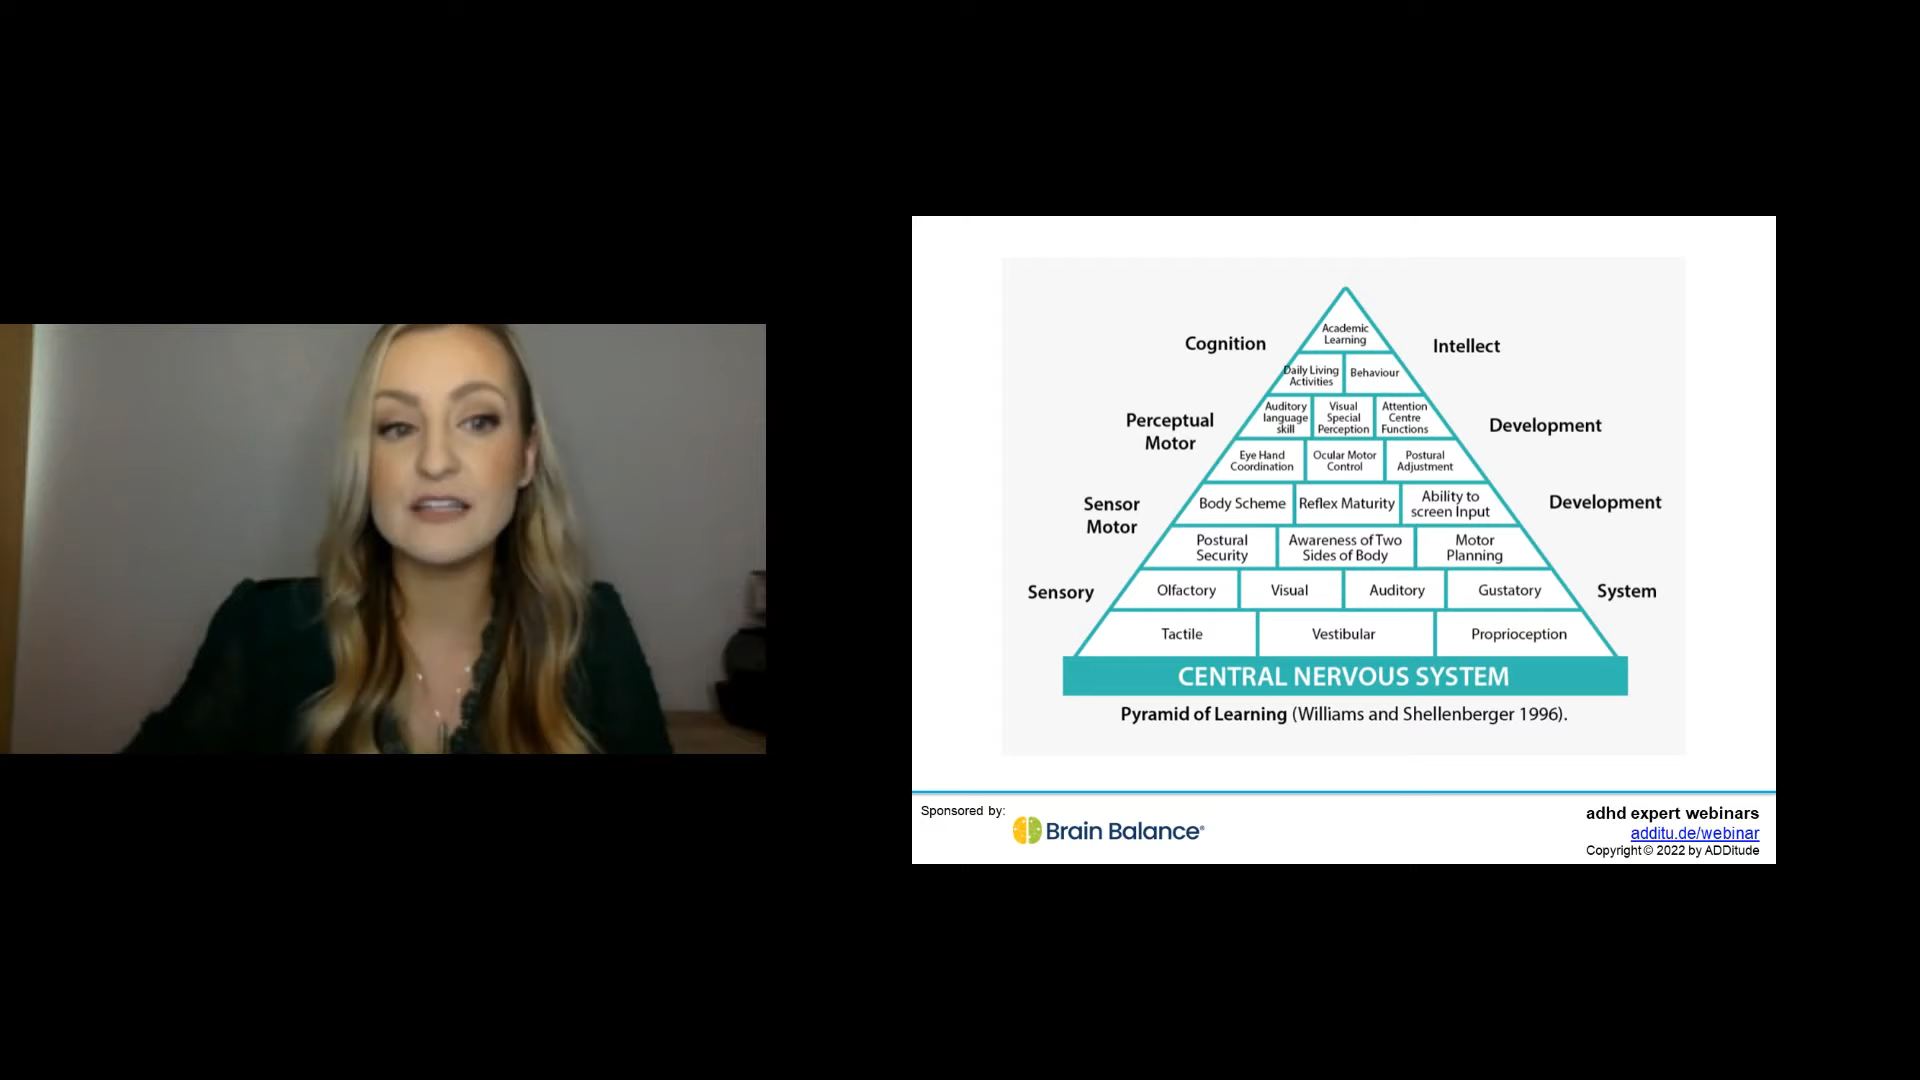 Cognition
Intellect
Academic
Learning
Daily Living
Activities
Behaviour
Perceptual
Motor
Development
Auditory
language
skill
Visual
Special
Perception
Attention
Centre
Functions
Eye Hand
Coordination
Ocular Motor
Control
Postural
Adjustment
Sensor
Motor
Development
Body Scheme
Reflex Maturity
Ability to
screen Input
Postural
Security
Awareness of Two
Sides of Body
Motor
Planning
Sensory
System
Olfactory
Visual
Auditory
Gustatory
Tactile
Vestibular
Proprioception
CENTRAL NERVOUS SYSTEM
Pyramid of Learning (Williams and Shellenberger 1996).
Sponsored by:
Brain Balance®
adhd expert webinars
additu.de/webinar
Copyright © 2022 by ADDitude